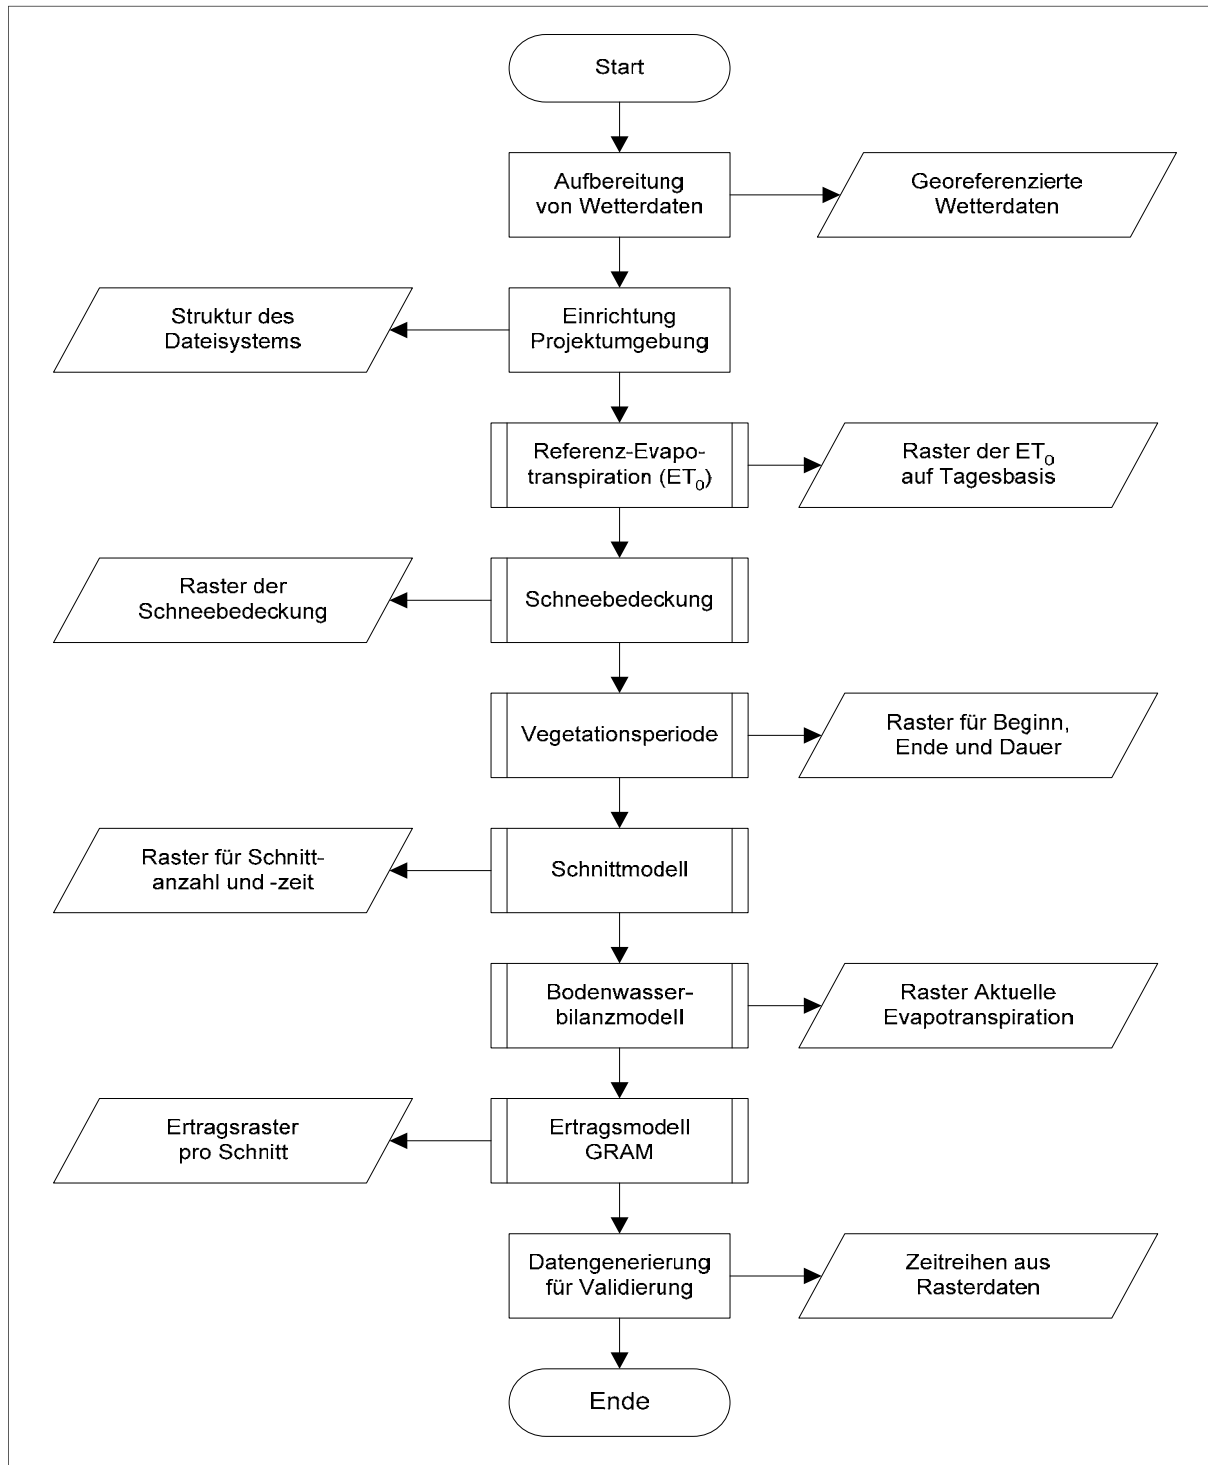 Start
Aufbereitung
von Wetterdaten
Georeferenzierte
Wetterdaten
Struktur des
Dateisystems
Einrichtung
Projektumgebung
Referenz-Evapo-
transpiration (ET₀)
Raster der ET₀
auf Tagesbasis
Raster der
Schneebedeckung
Schneebedeckung
Vegetationsperiode
Raster für Beginn,
Ende und Dauer
Raster für Schnitt-
anzahl und -zeit
Schnittmodell
Bodenwasser-
bilanzmodell
Raster Aktuelle
Evapotranspiration
Ertragsraster
pro Schnitt
Ertragsmodell
GRAM
Datengenerierung
für Validierung
Zeitreihen aus
Rasterdaten
Ende